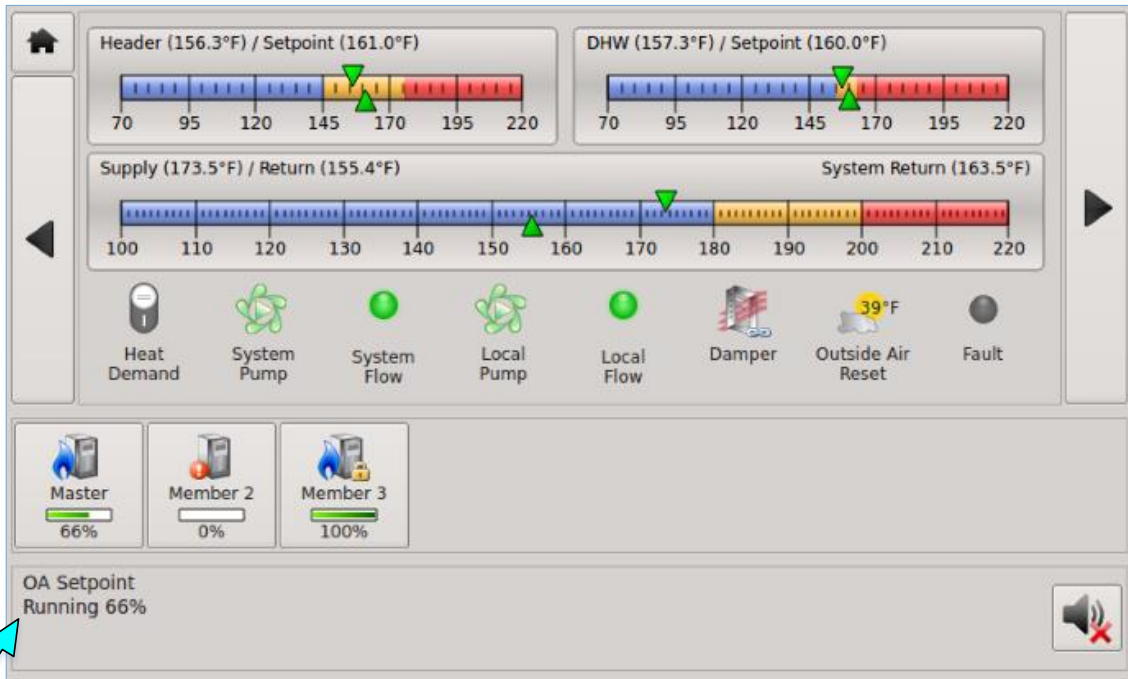 Header (156.3°F) / Setpoint (161.0°F)
70 95 120 145 170 195 220
DHW (157.3°F) / Setpoint (160.0°F)
70 95 120 145 170 195 220
Supply (173.5°F) / Return (155.4°F) System Return (163.5°F)
100 110 120 130 140 150 160 170 180 190 200 210 220
39°F
Heat
Demand
System
Pump
System
Flow
Local
Pump
Local
Flow
Damper
Outside Air
Reset
Fault
Master
66%
Member 2
0%
Member 3
100%
OA Setpoint
Running 66%